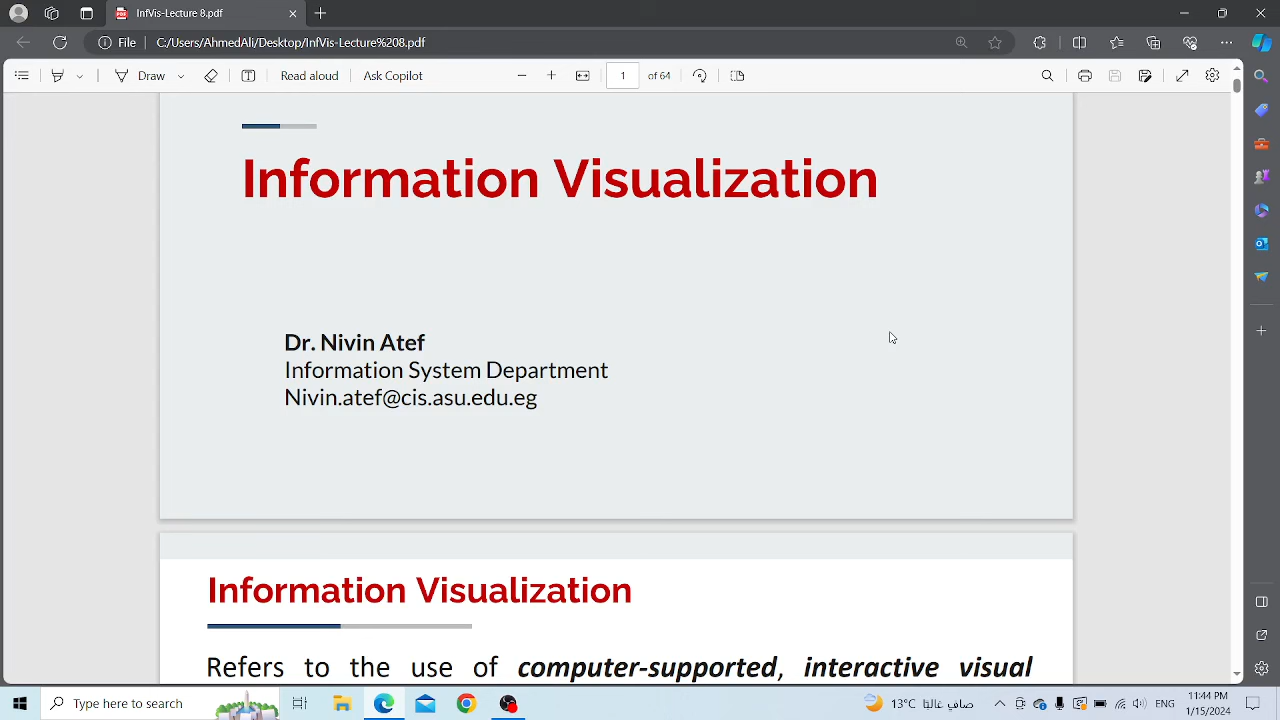 InfVis-Lecture 8.pdf
File C:/Users/AhmedAli/Desktop/InfVis-Lecture%208.pdf
Draw Read aloud Ask Copilot 1 of 64
Information Visualization
Dr. Nivin Atef
Information System Department
Nivin.atef@cis.asu.edu.eg
Information Visualization
Refers to the use of computer-supported, interactive visual
Type here to search
13°C صافي غالبًا
ENG
11:44 PM
1/15/2024